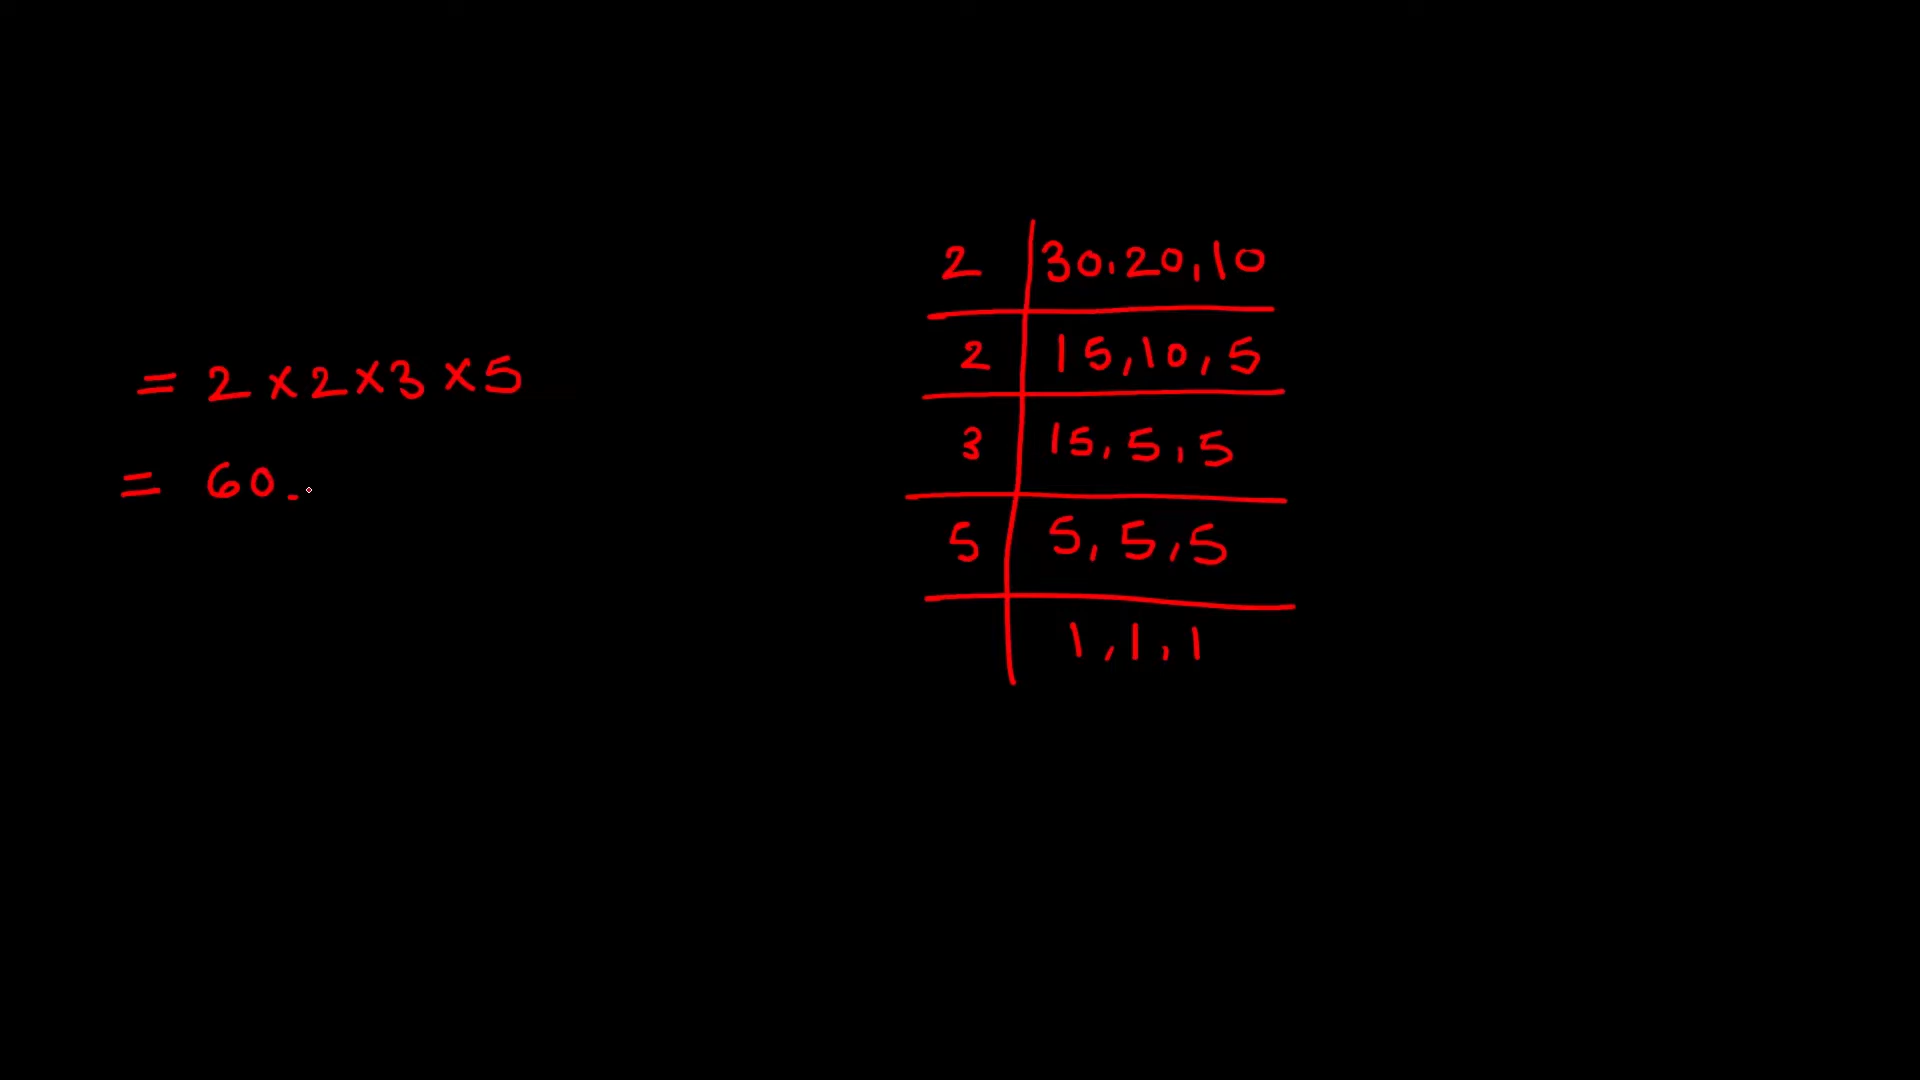 = 2 × 2 × 3 × 5
= 60.
2 | 30, 20, 10
2 | 15, 10, 5
3 | 15, 5, 5
5 | 5, 5, 5
| 1, 1, 1